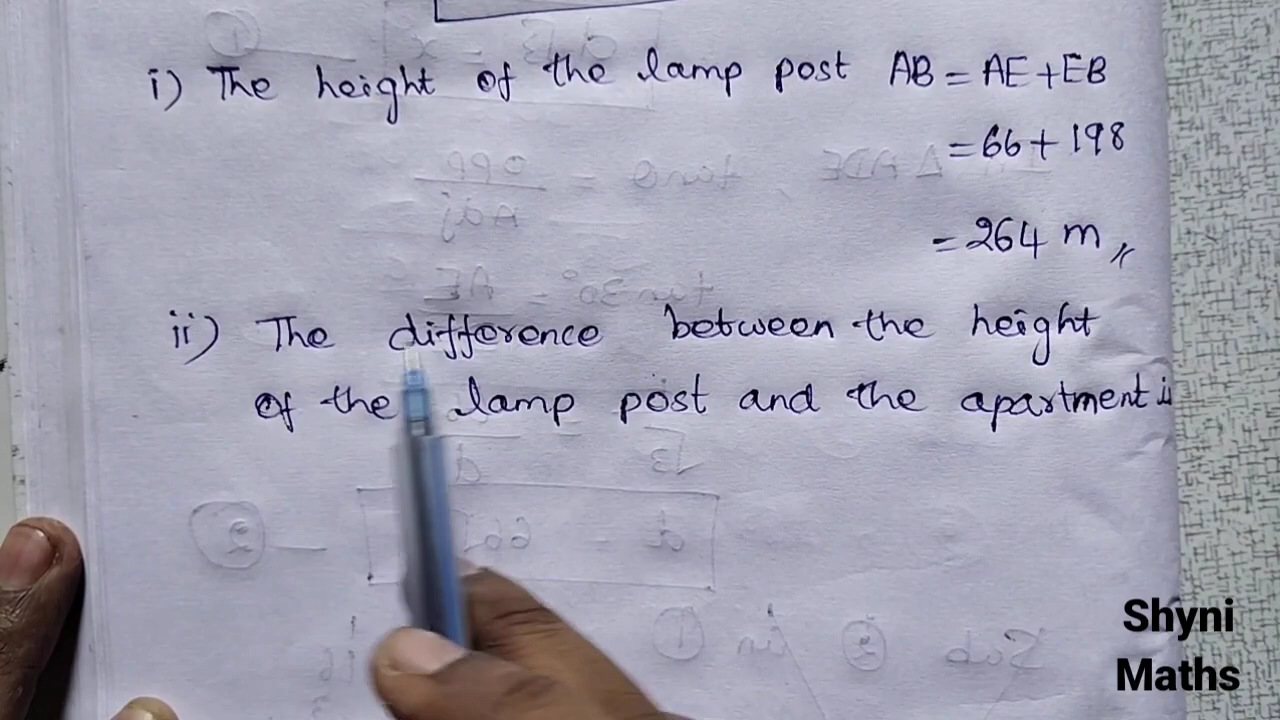 i) The height of the lamp post AB = AE + EB
= 66 + 198
= 264 m
ii) The difference between the height
of the lamp post and the apartment is
Shyni
Maths